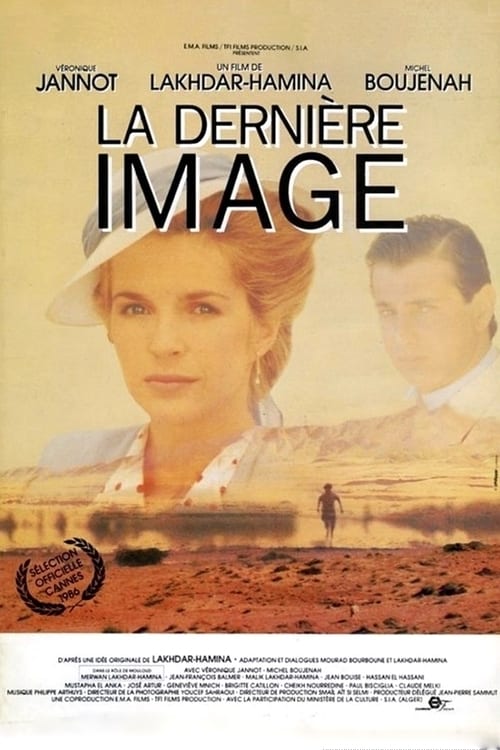 E.M.A. FILMS / TF1 FILMS PRODUCTION / S.I.A.
PRÉSENTENT
VÉRONIQUE
JANNOT
UN FILM DE
LAKHDAR-HAMINA
MICHEL
BOUJENAH
LA DERNIÈRE
IMAGE
SÉLECTION
OFFICIELLE
CANNES
1986
D'APRÈS UNE IDÉE ORIGINALE DE LAKHDAR-HAMINA • ADAPTATION ET DIALOGUES MOURAD BOURBOUNE ET LAKHDAR-HAMINA
DANS LE RÔLE DE MOULOUD AVEC VÉRONIQUE JANNOT - MICHEL BOUJENAH
MERWAN LAKHDAR-HAMINA - JEAN-FRANÇOIS BALMER - MALIK LAKHDAR-HAMINA - JEAN BOUISE - HASSAN EL HASSANI
MUSTAPHA EL ANKA - JOSÉ ARTUR - GENEVIÈVE MNICH - BRIGITTE CATILLON - CHEIKH NOURREDINE - PAUL BISCIGLIA - CLAUDE MELKI
MUSIQUE PHILIPPE ARTHUYS - DIRECTEUR DE LA PHOTOGRAPHIE YOUCEF SAHRAOUI - DIRECTEUR DE PRODUCTION SMAÏL AÏT SI SELMI - PRODUCTEUR DÉLÉGUÉ JEAN-PIERRE SAMMUT
UNE COPRODUCTION E.M.A. FILMS - TF1 FILMS PRODUCTION - AVEC LA PARTICIPATION DU MINISTÈRE DE LA CULTURE - S.I.A. (ALGER)